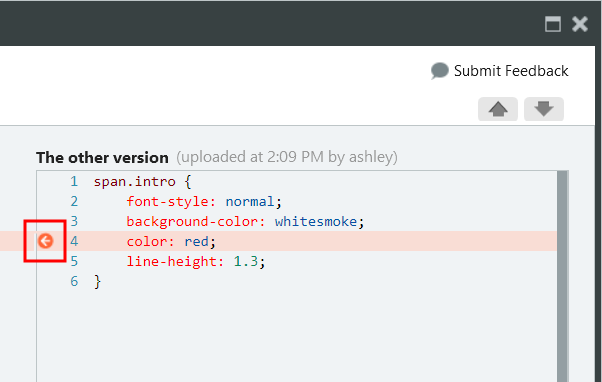 Submit Feedback
The other version (uploaded at 2:09 PM by ashley)
1 span.intro {
2 font-style: normal;
3 background-color: whitesmoke;
4 color: red;
5 line-height: 1.3;
6 }